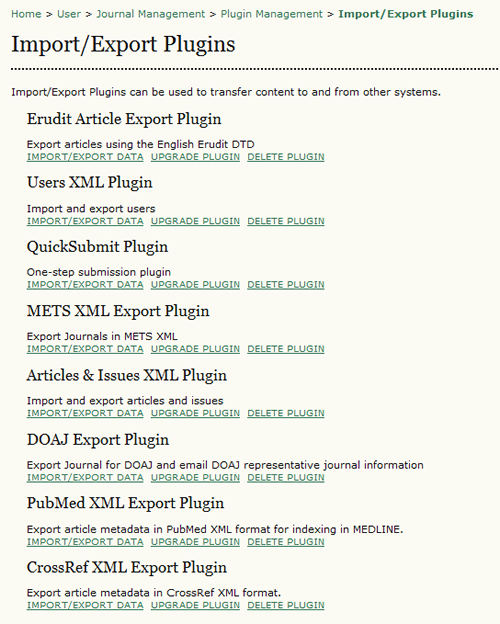 Home > User > Journal Management > Plugin Management > Import/Export Plugins
Import/Export Plugins
Import/Export Plugins can be used to transfer content to and from other systems.
Erudit Article Export Plugin
Export articles using the English Erudit DTD
IMPORT/EXPORT DATA UPGRADE PLUGIN DELETE PLUGIN
Users XML Plugin
Import and export users
IMPORT/EXPORT DATA UPGRADE PLUGIN DELETE PLUGIN
QuickSubmit Plugin
One-step submission plugin
IMPORT/EXPORT DATA UPGRADE PLUGIN DELETE PLUGIN
METS XML Export Plugin
Export Journals in METS XML
IMPORT/EXPORT DATA UPGRADE PLUGIN DELETE PLUGIN
Articles & Issues XML Plugin
Import and export articles and issues
IMPORT/EXPORT DATA UPGRADE PLUGIN DELETE PLUGIN
DOAJ Export Plugin
Export Journal for DOAJ and email DOAJ representative journal information
IMPORT/EXPORT DATA UPGRADE PLUGIN DELETE PLUGIN
PubMed XML Export Plugin
Export article metadata in PubMed XML format for indexing in MEDLINE.
IMPORT/EXPORT DATA UPGRADE PLUGIN DELETE PLUGIN
CrossRef XML Export Plugin
Export article metadata in CrossRef XML format.
IMPORT/EXPORT DATA UPGRADE PLUGIN DELETE PLUGIN